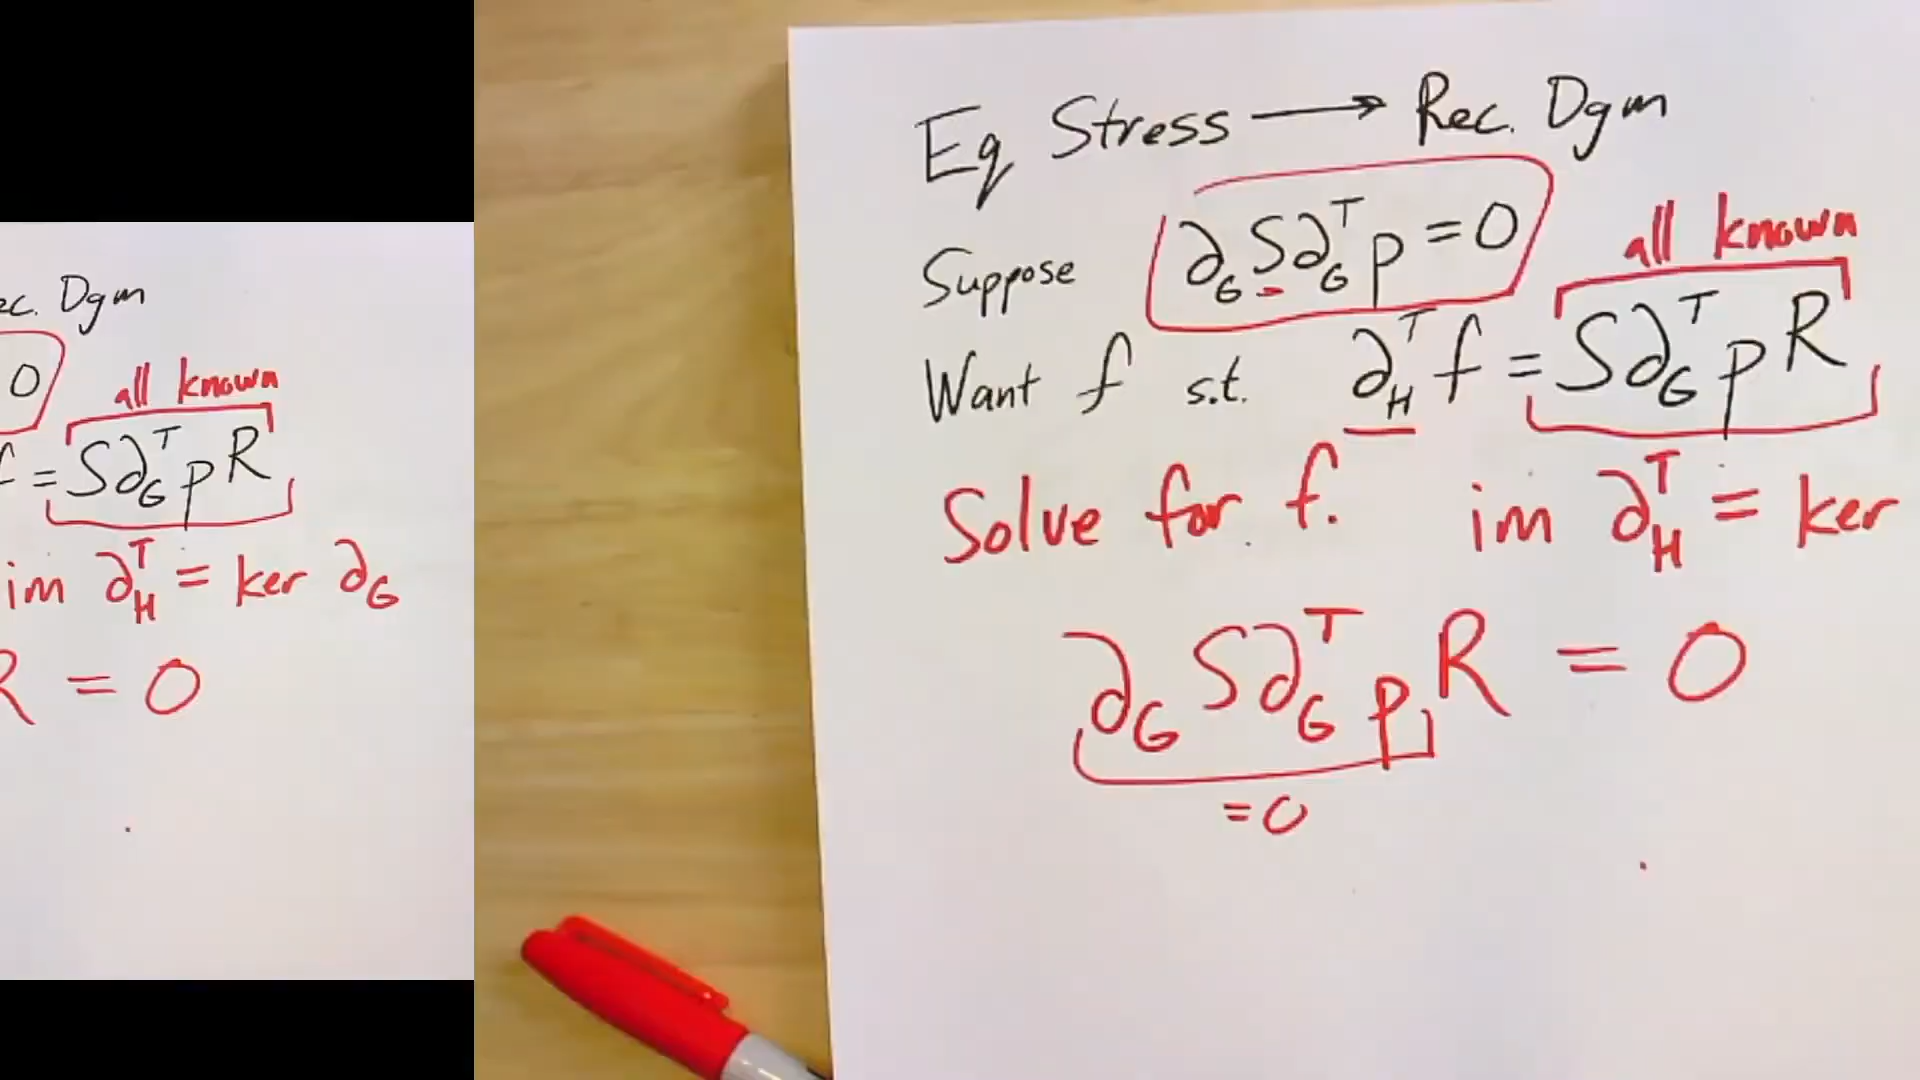 ec. Dgm
0
all known
f = S∂_G^T p R
im ∂_H^T = ker ∂_G
R = 0
Eq Stress → Rec. Dgm
Suppose ∂_G S ∂_G^T p = 0
all known
Want f s.t. ∂_H^T f = S∂_G^T p R
Solve for f. im ∂_H^T = ker
∂_G S∂_G^T p R = 0
= 0